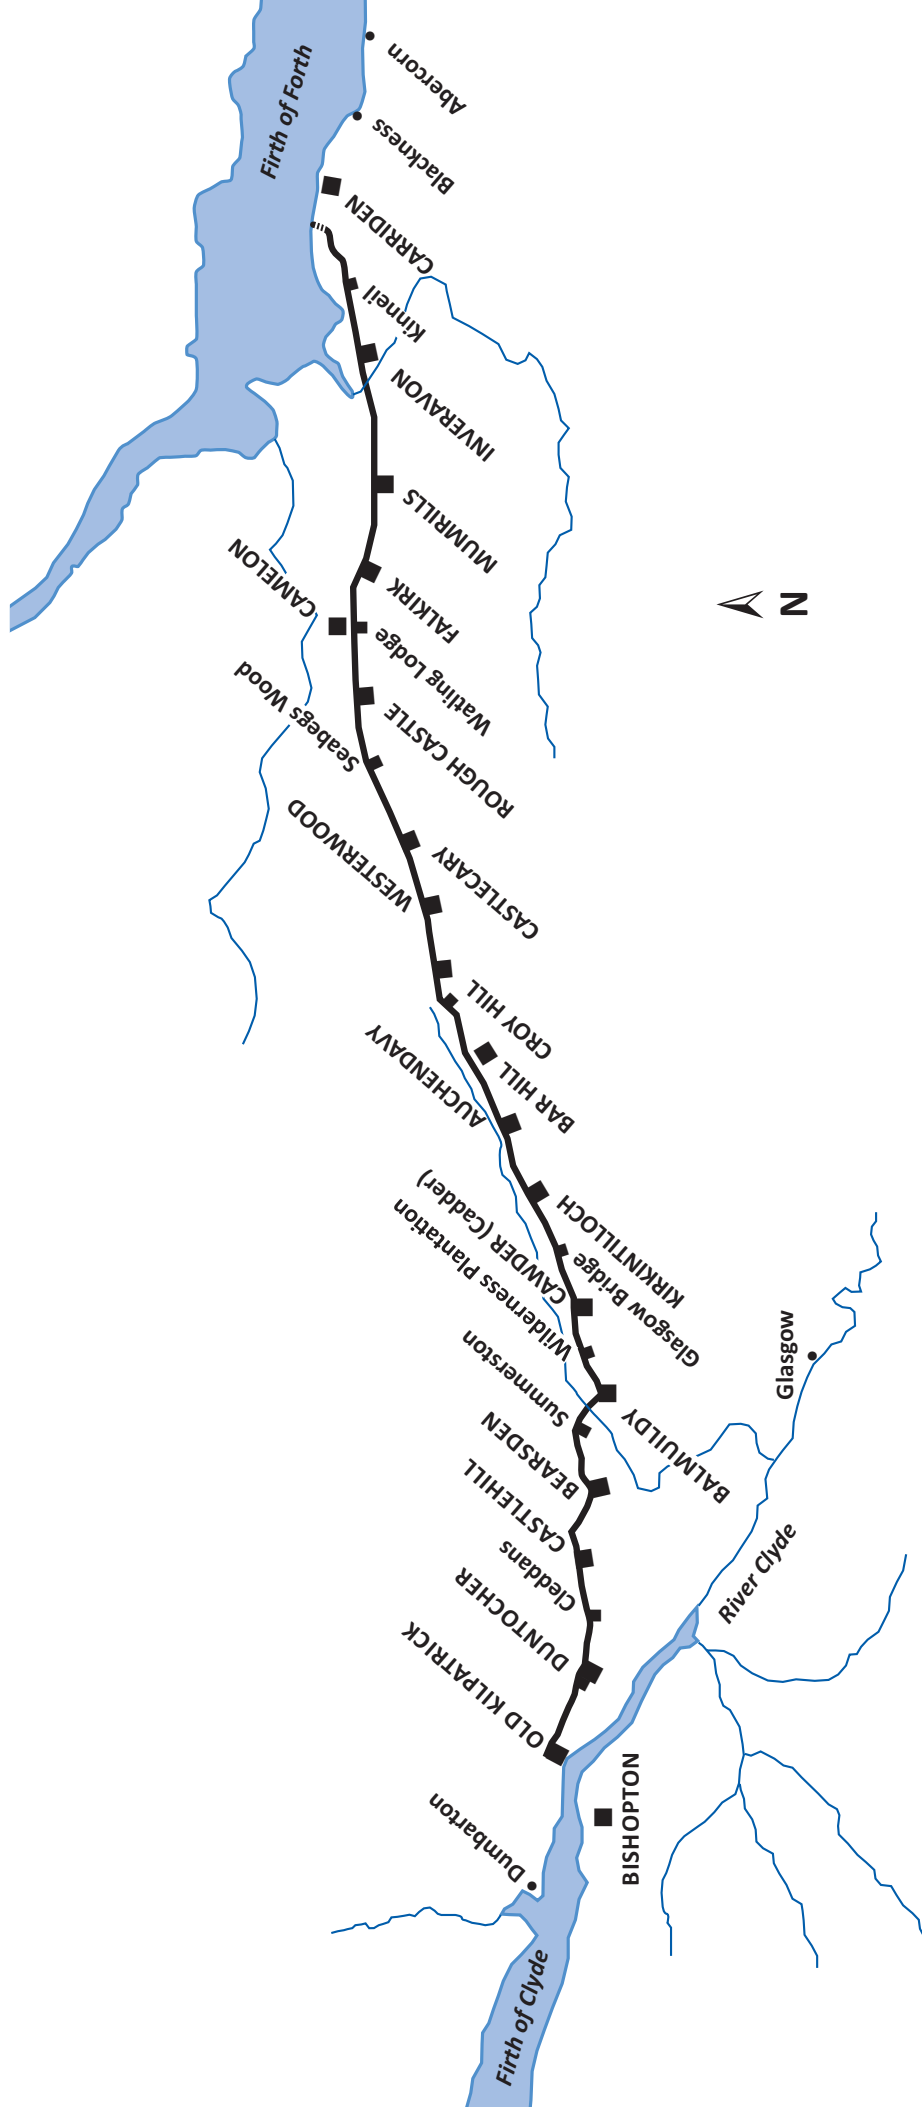 Firth of Forth
Abercorn
Blackness
CARRIDEN
Kinneil
INVERAVON
MUMRILLS
CAMELON
FALKIRK
Watling Lodge
ROUGH CASTLE
Seabegs Wood
CASTLECARY
WESTERWOOD
CROY HILL
BAR HILL
AUCHENDAVY
KIRKINTILLOCH
Glasgow Bridge
CAWDER (Cadder)
Wilderness Plantation
BALMUILDY
Summerston
BEARSDEN
CASTLEHILL
Cleddans
DUNTOCHER
OLD KILPATRICK
BISHOPTON
Dumbarton
Firth of Clyde
River Clyde
Glasgow
N